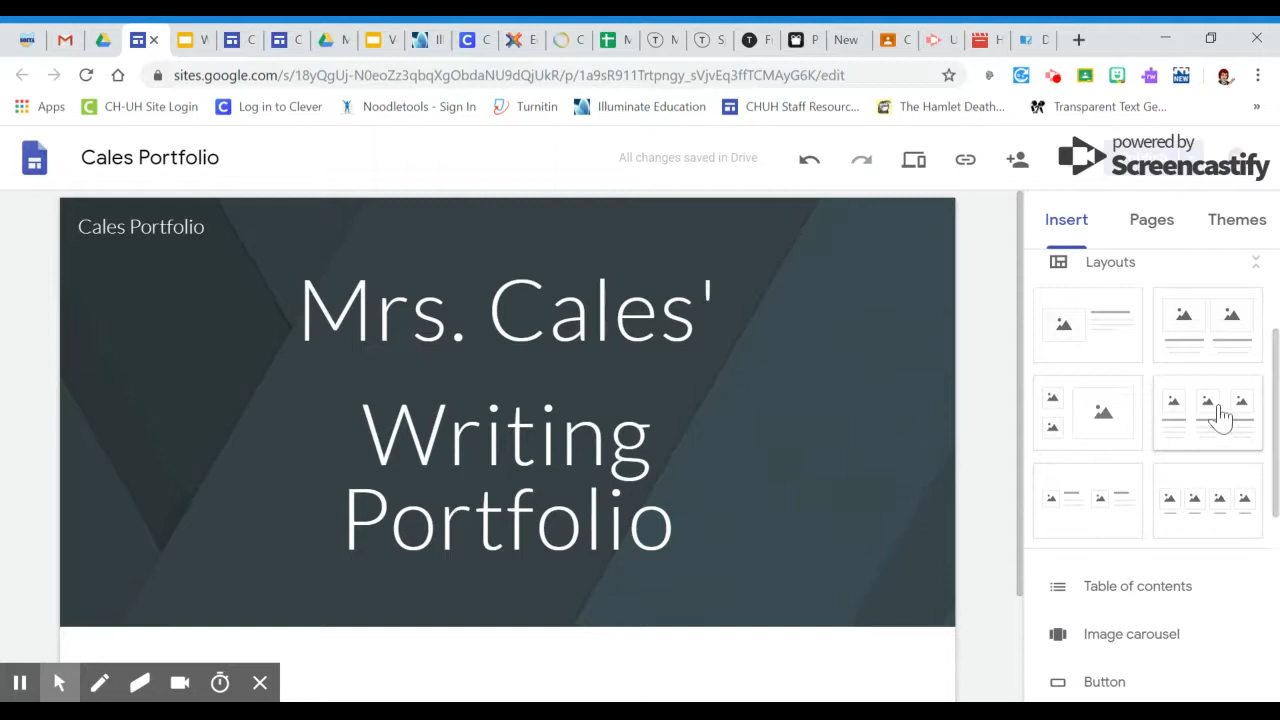 W
C
C
M
V
Il
C
E
C
M
M
S
F
P
New
C
U
H
D
sites.google.com/s/18yQgUj-N0eoZz3qbqXgObdaNU9dQjUkR/p/1a9sR911Trtpngy_sVjvEq3ffTCMAyG6K/edit
Apps
CH-UH Site Login
Log in to Clever
Noodletools - Sign In
Turnitin
Illuminate Education
CHUH Staff Resourc...
The Hamlet Death...
Transparent Text Ge...
»
Cales Portfolio
All changes saved in Drive
powered by
Screencastify
Cales Portfolio
Mrs. Cales'
Writing
Portfolio
Insert
Pages
Themes
Layouts
Table of contents
Image carousel
Button